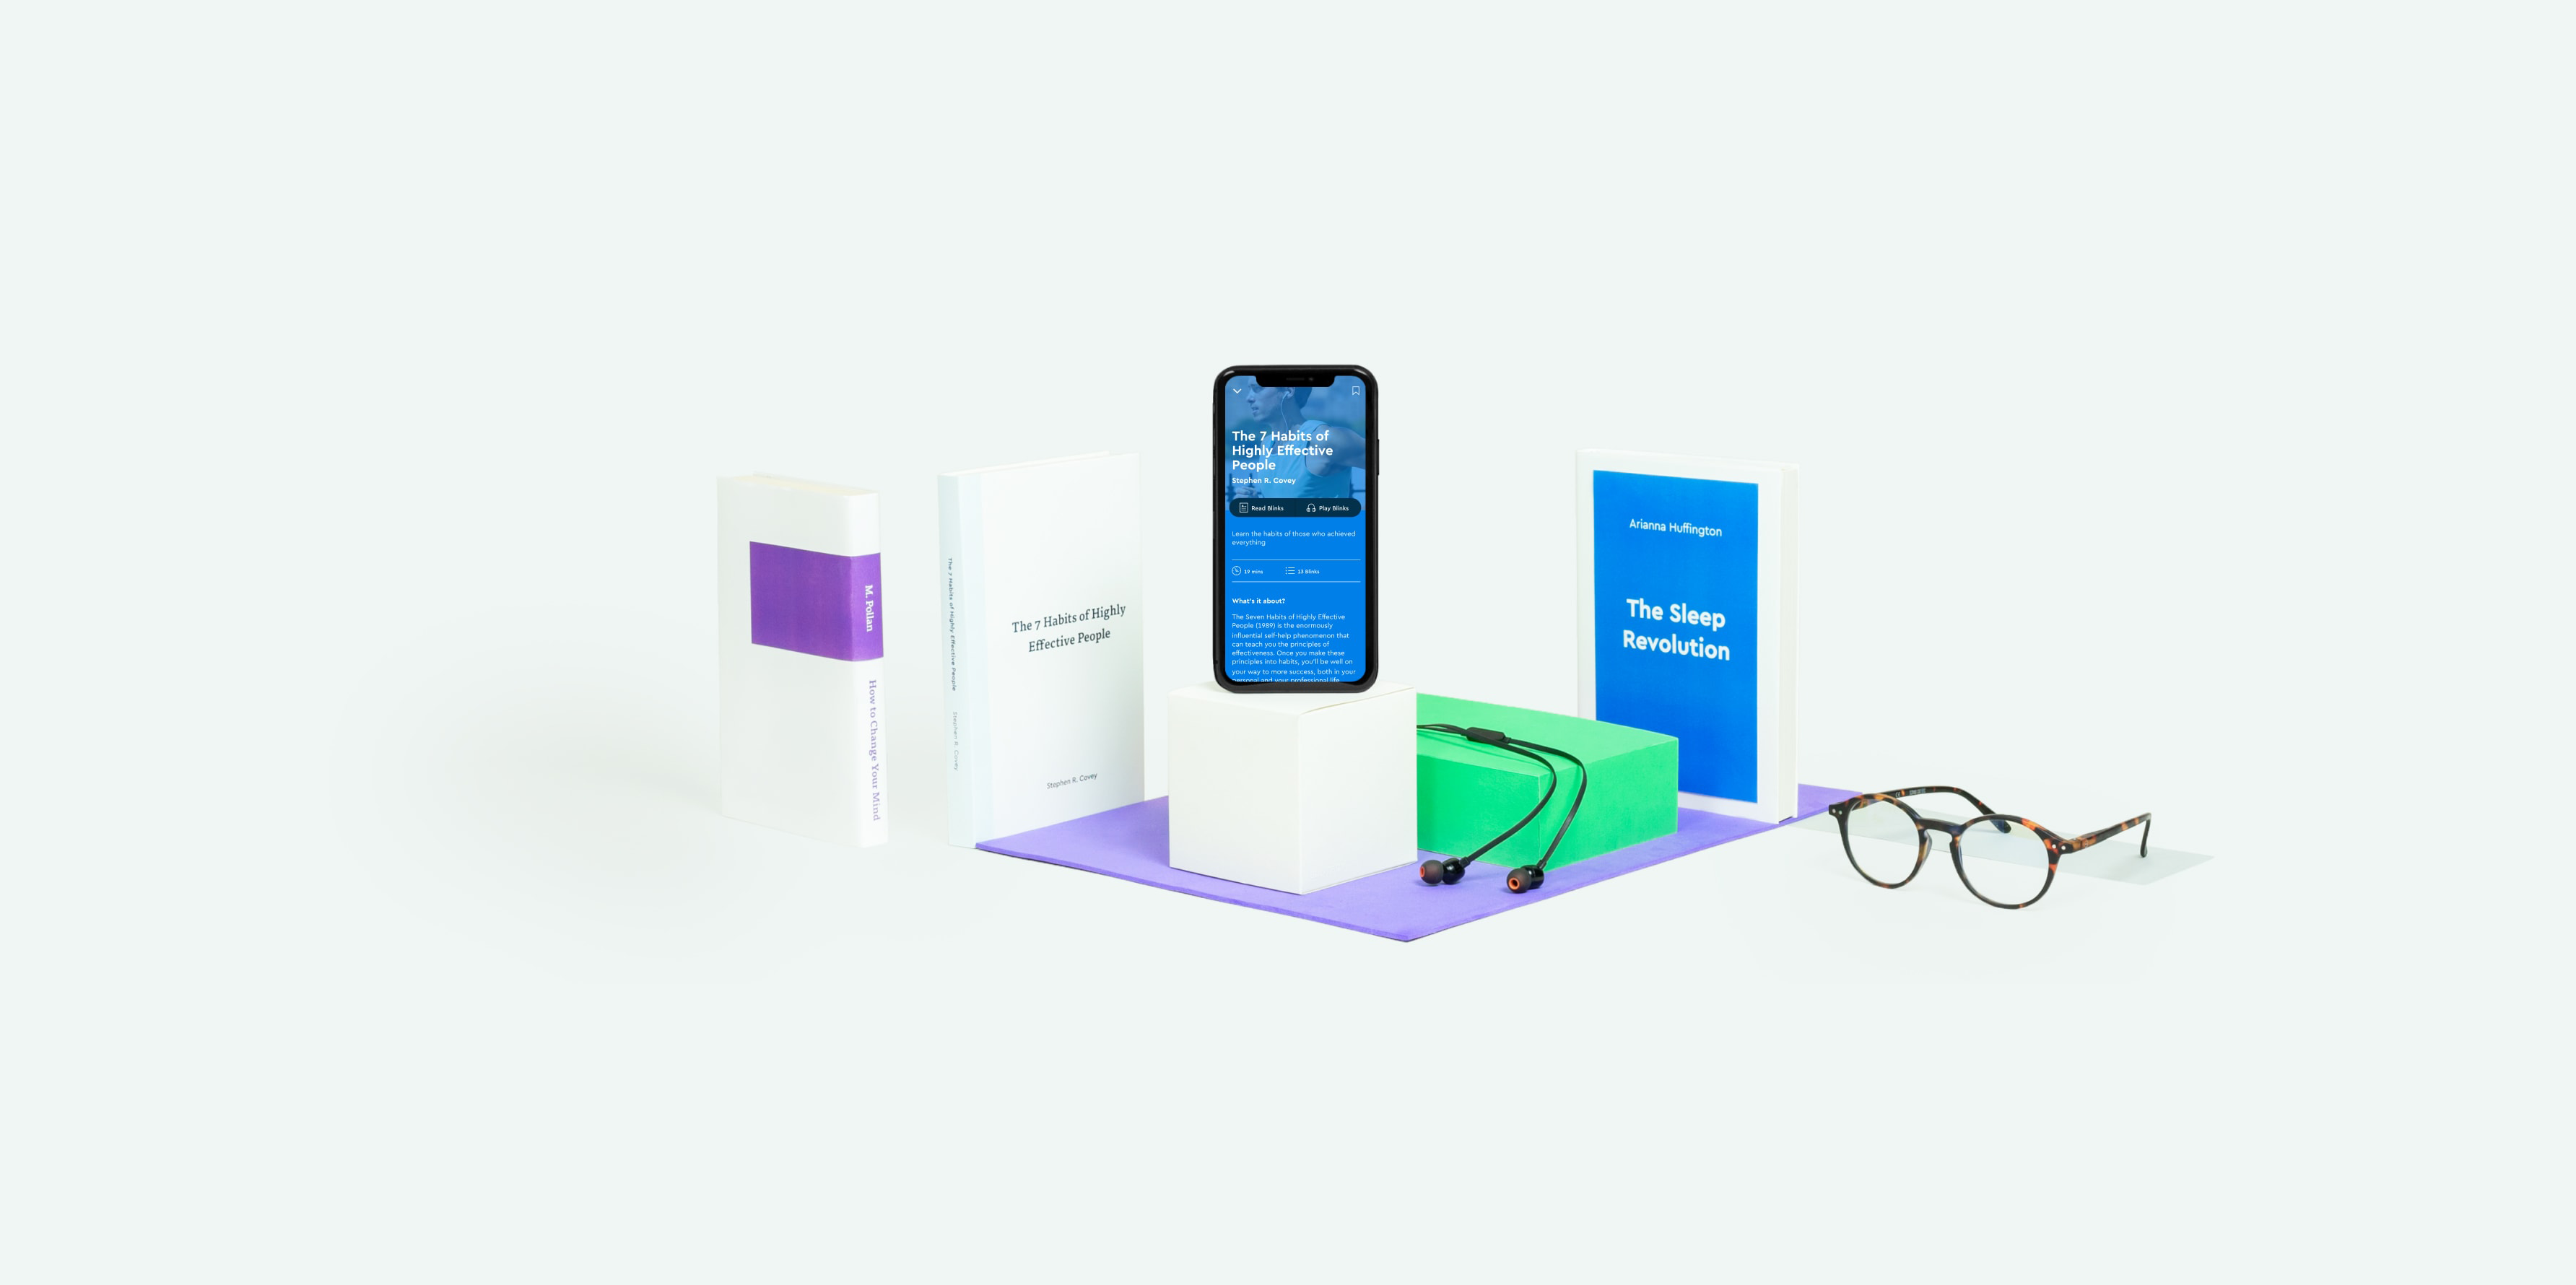 M. Pollan
How to Change Your Mind
The 7 Habits of Highly Effective People
Stephen R. Covey
The 7 Habits of Highly
Effective People
Stephen R. Covey
The 7 Habits of
Highly Effective
People
Stephen R. Covey
Read Blinks
Play Blinks
Learn the habits of those who achieved
everything
19 mins
13 Blinks
What's it about?
The Seven Habits of Highly Effective
People (1989) is the enormously
influential self-help phenomenon that
can teach you the principles of
effectiveness. Once you make these
principles into habits, you'll be well on
your way to more success, both in your
personal and your professional life.
Arianna Huffington
The Sleep
Revolution